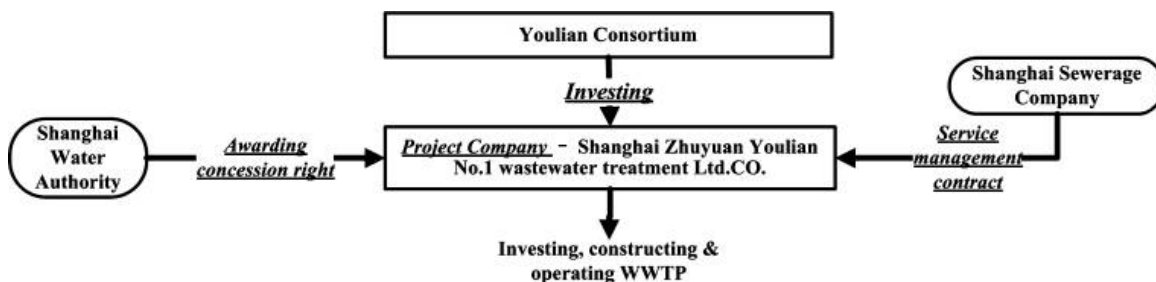 Youlian Consortium
Investing
Shanghai Sewerage
Company
Shanghai
Water
Authority
Awarding
concession right
Project Company - Shanghai Zhuyuan Youlian
No.1 wastewater treatment Ltd.CO.
Service
management
contract
Investing, constructing &
operating WWTP